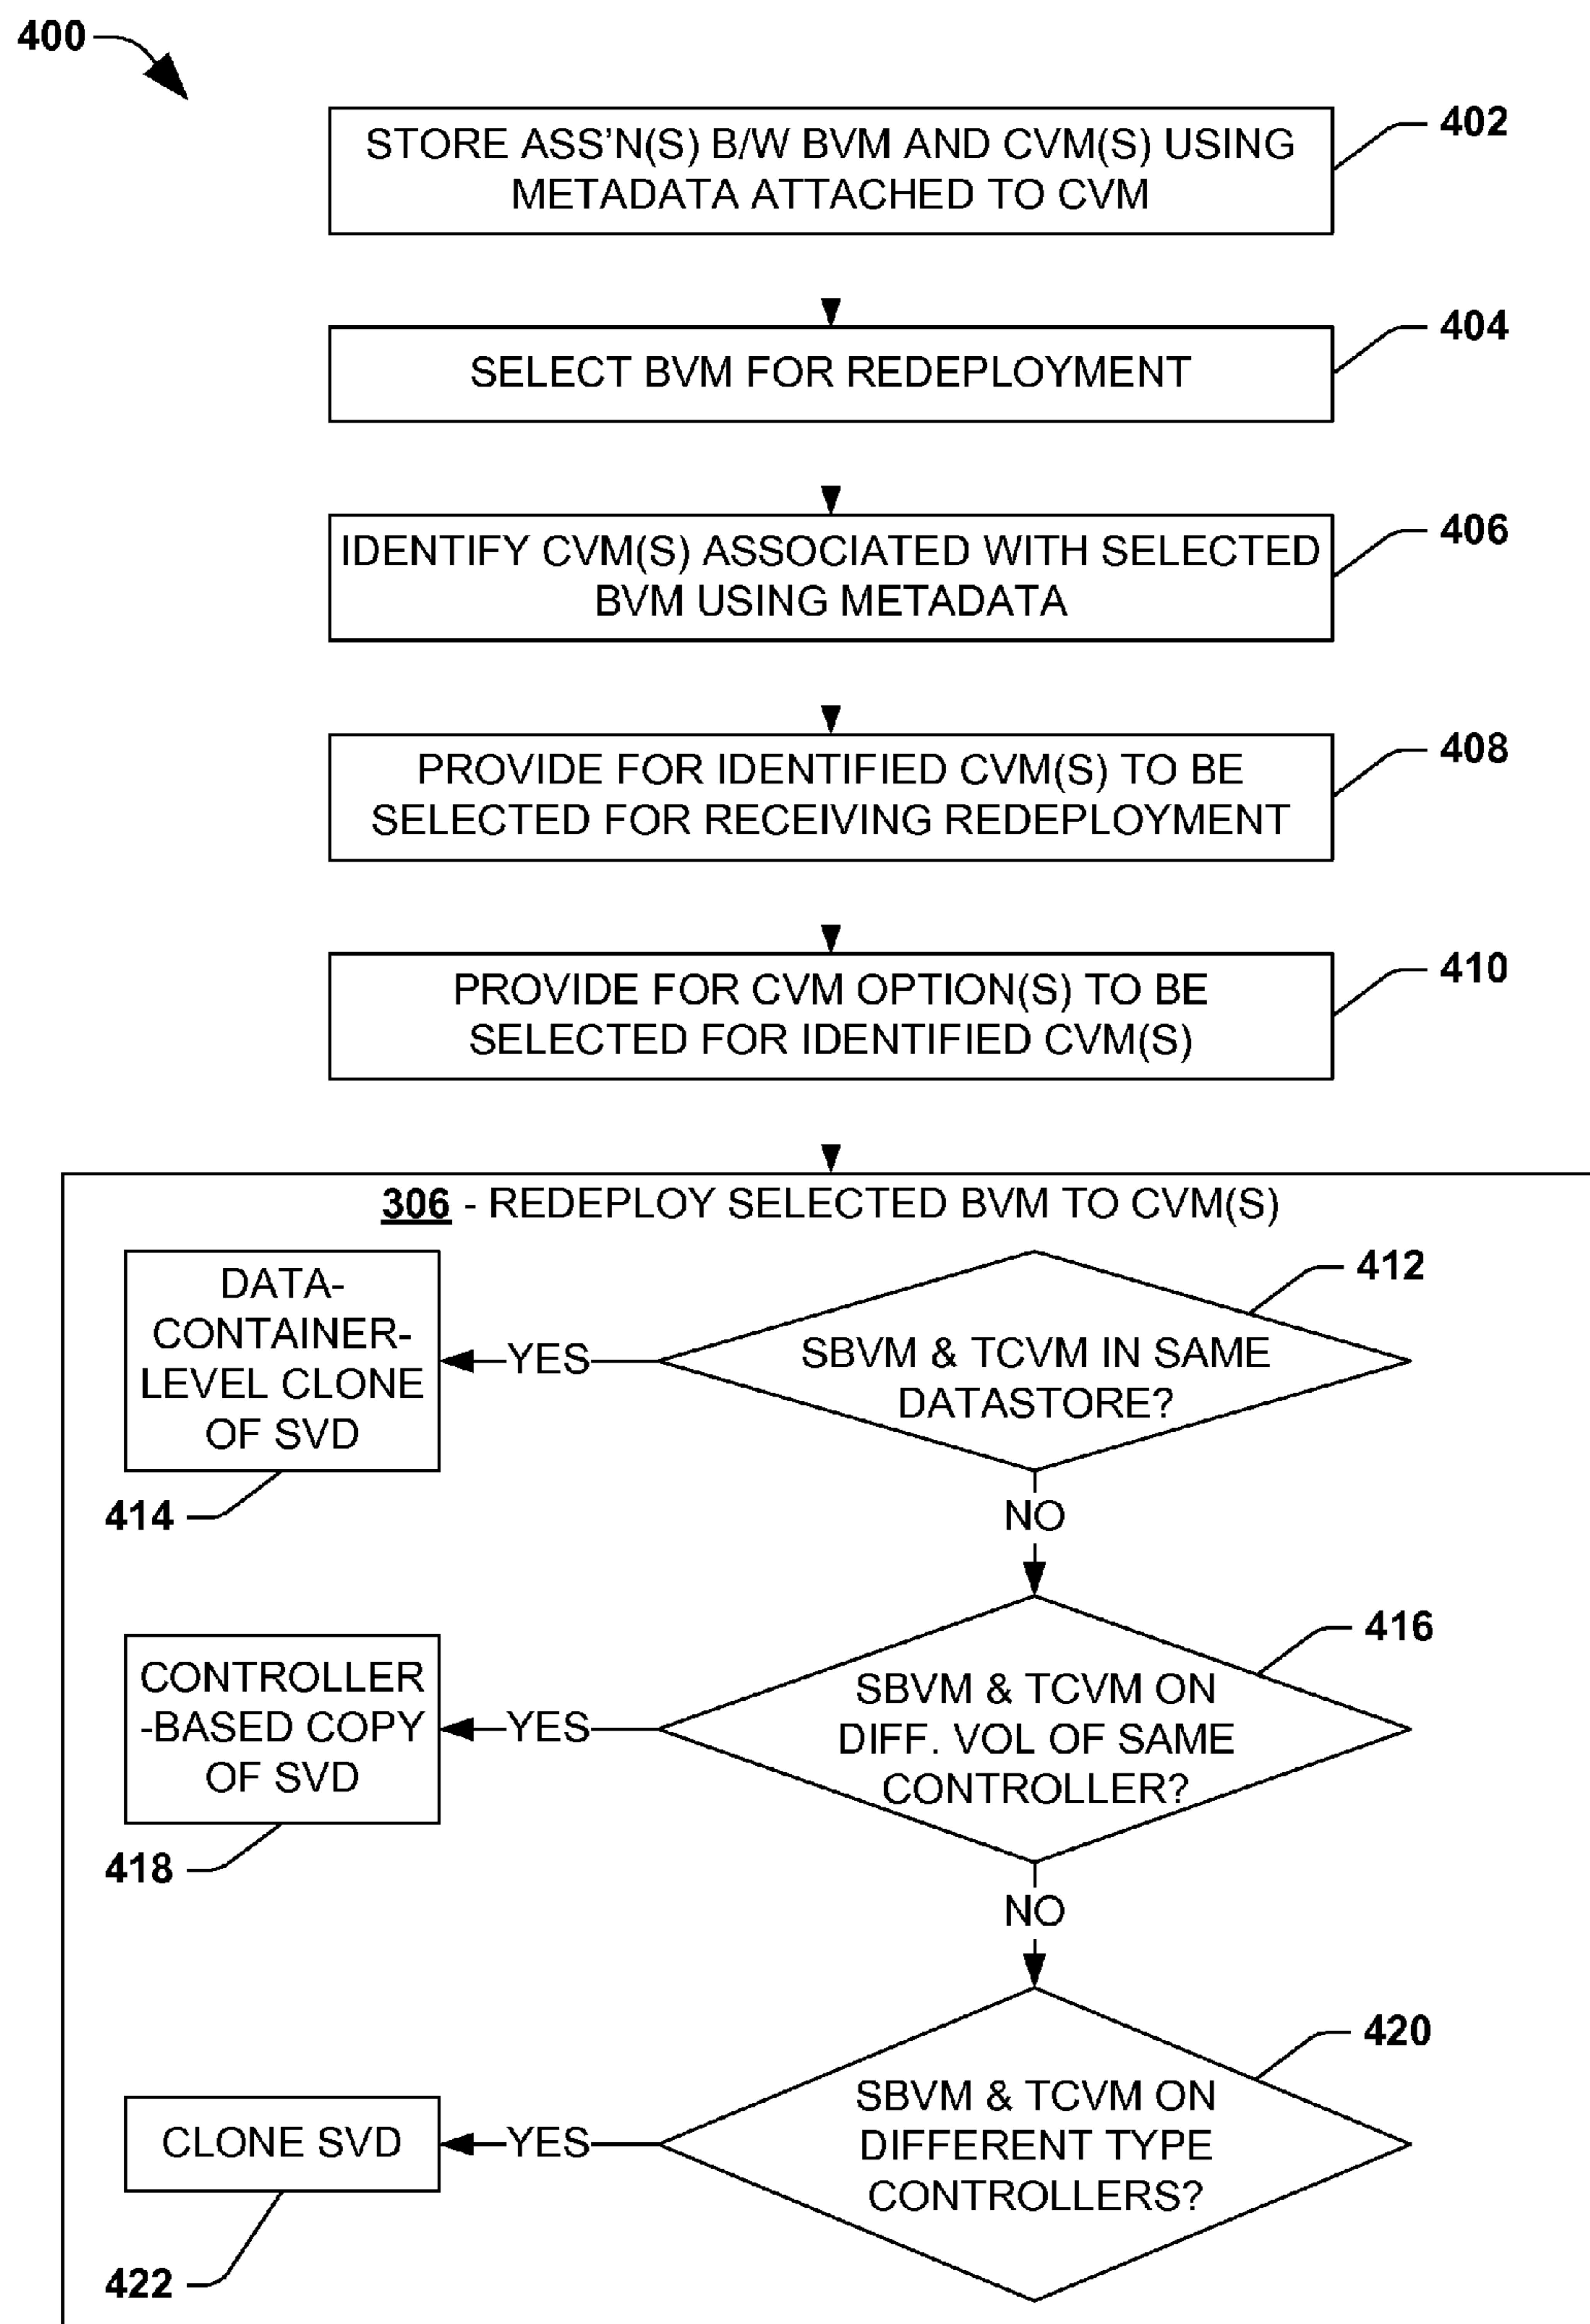 400
STORE ASS'N(S) B/W BVM AND CVM(S) USING
METADATA ATTACHED TO CVM
402
SELECT BVM FOR REDEPLOYMENT
404
IDENTIFY CVM(S) ASSOCIATED WITH SELECTED
BVM USING METADATA
406
PROVIDE FOR IDENTIFIED CVM(S) TO BE
SELECTED FOR RECEIVING REDEPLOYMENT
408
PROVIDE FOR CVM OPTION(S) TO BE
SELECTED FOR IDENTIFIED CVM(S)
410
306 - REDEPLOY SELECTED BVM TO CVM(S)
SBVM & TCVM IN SAME
DATASTORE?
412
YES
DATA-
CONTAINER-
LEVEL CLONE
OF SVD
414
NO
SBVM & TCVM ON
DIFF. VOL OF SAME
CONTROLLER?
416
YES
CONTROLLER
-BASED COPY
OF SVD
418
NO
SBVM & TCVM ON
DIFFERENT TYPE
CONTROLLERS?
420
YES
CLONE SVD
422